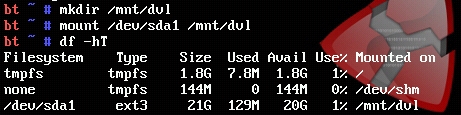 bt ~ # mkdir /mnt/dvl
bt ~ # mount /dev/sda1 /mnt/dvl
bt ~ # df -hT
Filesystem Type Size Used Avail Use% Mounted on
tmpfs tmpfs 1.8G 7.8M 1.8G 1% /
none tmpfs 144M 0 144M 0% /dev/shm
/dev/sda1 ext3 21G 129M 20G 1% /mnt/dvl